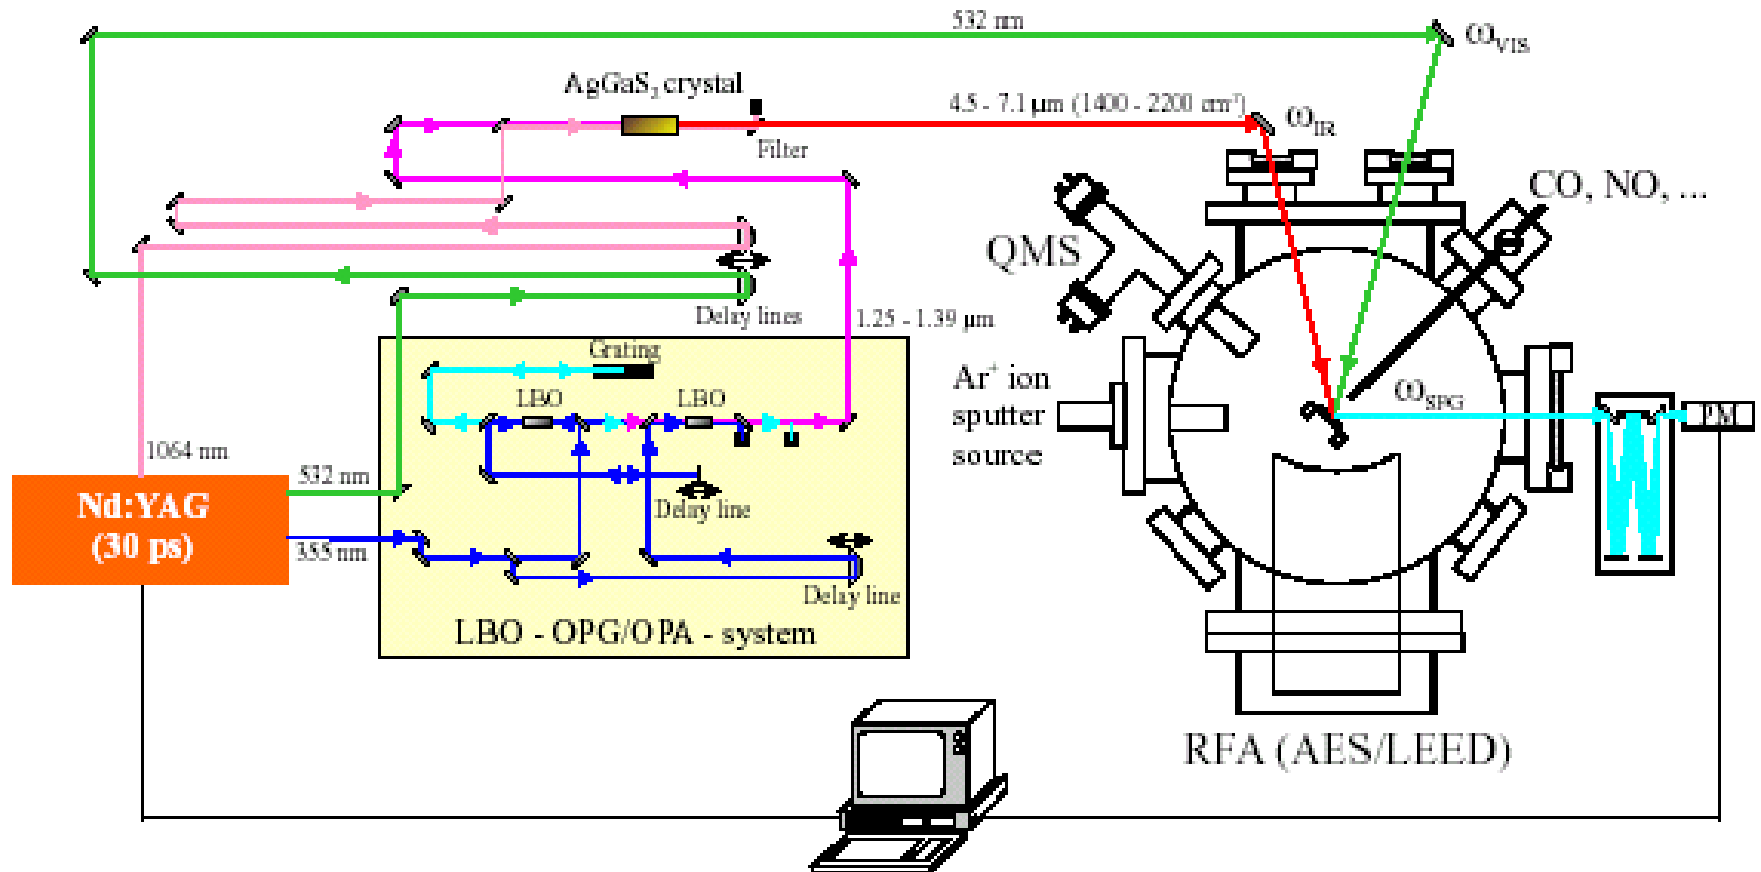 532 nm
ωVIS
AgGaS2 crystal
4.5 - 7.1 μm (1400 - 2200 cm-1)
ωIR
Filter
CO, NO, ...
QMS
Delay lines
1.25 - 1.39 μm
Grating
LBO
LBO
Ar+ ion
sputter
source
ωSFG
PM
1064 nm
532 nm
Nd:YAG
(30 ps)
355 nm
Delay line
Delay line
LBO - OPG/OPA - system
RFA (AES/LEED)